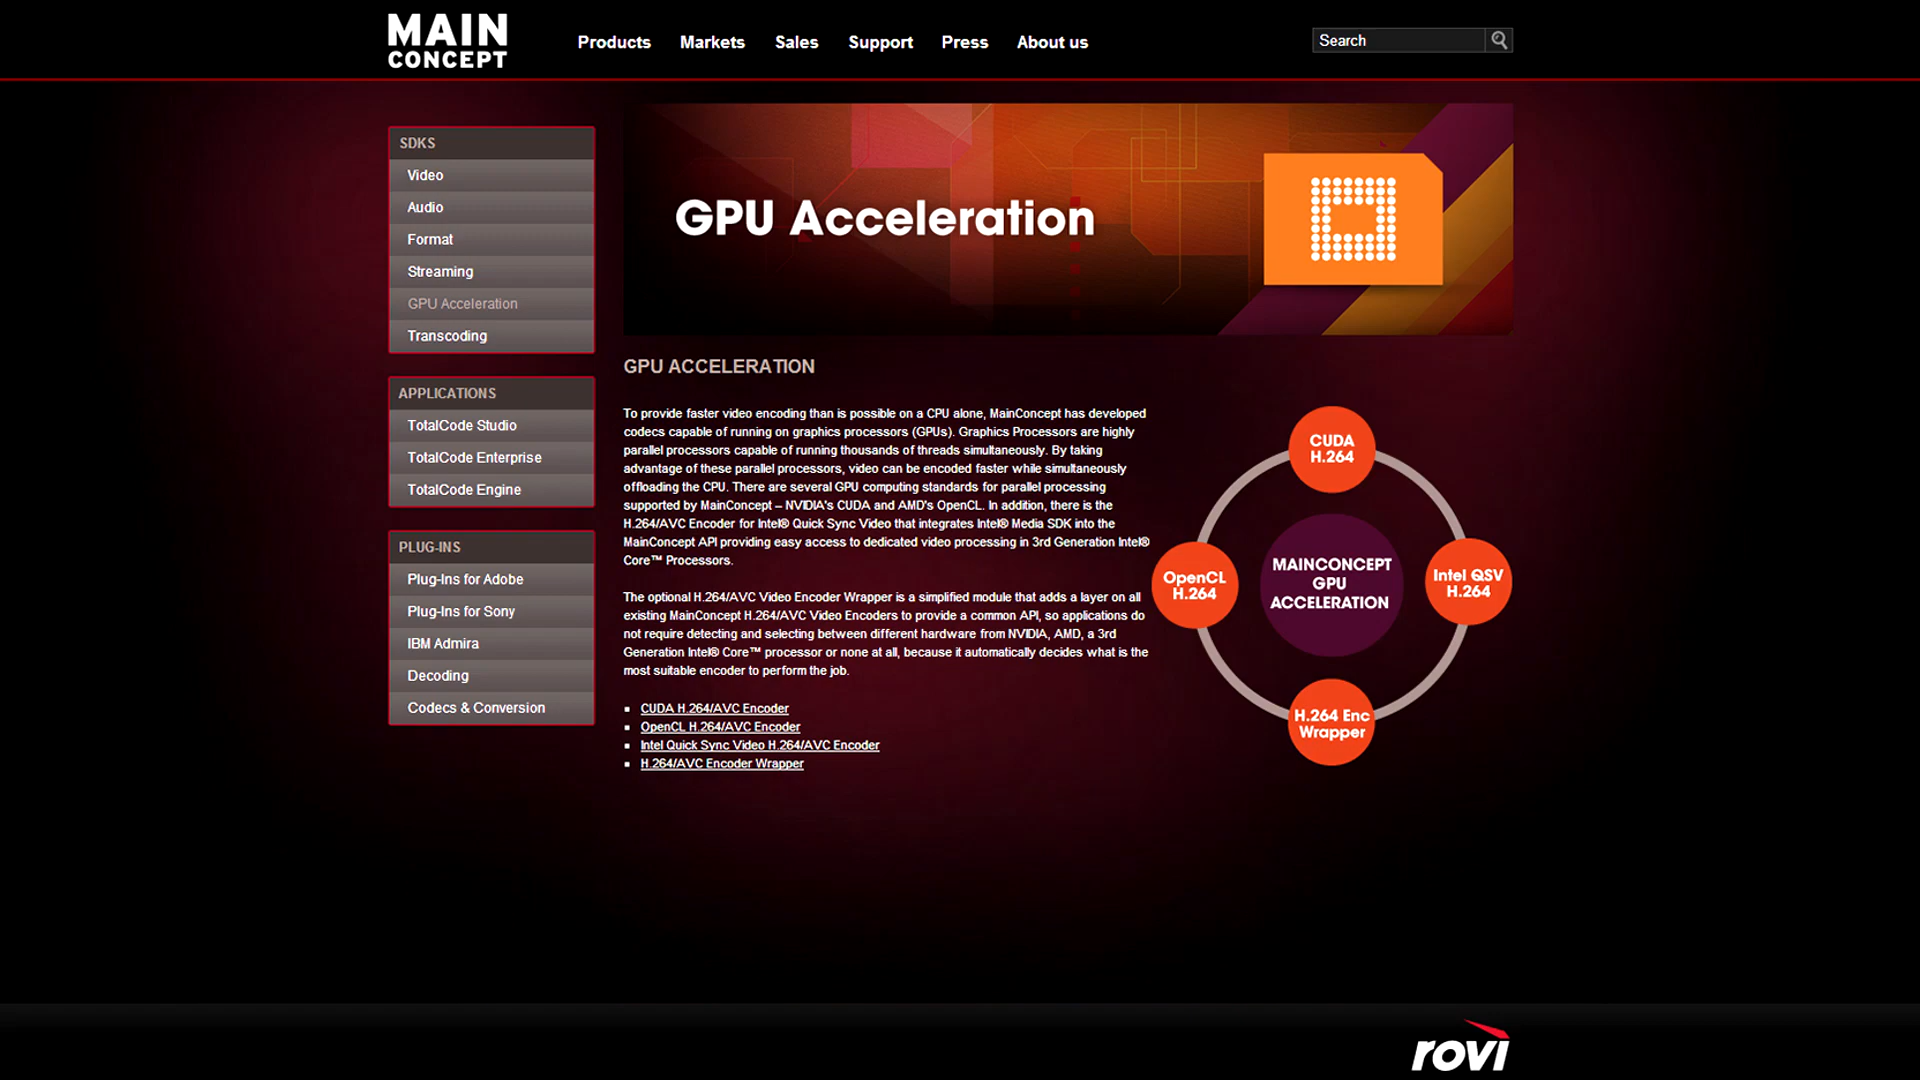 MAIN
CONCEPT
Products
Markets
Sales
Support
Press
About us
Search
SDKS
Video
Audio
Format
Streaming
GPU Acceleration
Transcoding
APPLICATIONS
TotalCode Studio
TotalCode Enterprise
TotalCode Engine
PLUG-INS
Plug-Ins for Adobe
Plug-Ins for Sony
IBM Admira
Decoding
Codecs & Conversion
GPU Acceleration
GPU ACCELERATION
To provide faster video encoding than is possible on a CPU alone, MainConcept has developed
codecs capable of running on graphics processors (GPUs). Graphics Processors are highly
parallel processors capable of running thousands of threads simultaneously. By taking
advantage of these parallel processors, video can be encoded faster while simultaneously
offloading the CPU. There are several GPU computing standards for parallel processing
supported by MainConcept – NVIDIA's CUDA and AMD's OpenCL. In addition, there is the
H.264/AVC Encoder for Intel® Quick Sync Video that integrates Intel® Media SDK into the
MainConcept API providing easy access to dedicated video processing in 3rd Generation Intel®
Core™ Processors.
The optional H.264/AVC Video Encoder Wrapper is a simplified module that adds a layer on all
existing MainConcept H.264/AVC Video Encoders to provide a common API, so applications do
not require detecting and selecting between different hardware from NVIDIA, AMD, a 3rd
Generation Intel® Core™ processor or none at all, because it automatically decides what is the
most suitable encoder to perform the job.
CUDA H.264/AVC Encoder
OpenCL H.264/AVC Encoder
Intel Quick Sync Video H.264/AVC Encoder
H.264/AVC Encoder Wrapper
CUDA
H.264
OpenCL
H.264
MAINCONCEPT
GPU
ACCELERATION
Intel QSV
H.264
H.264 Enc
Wrapper
rovi